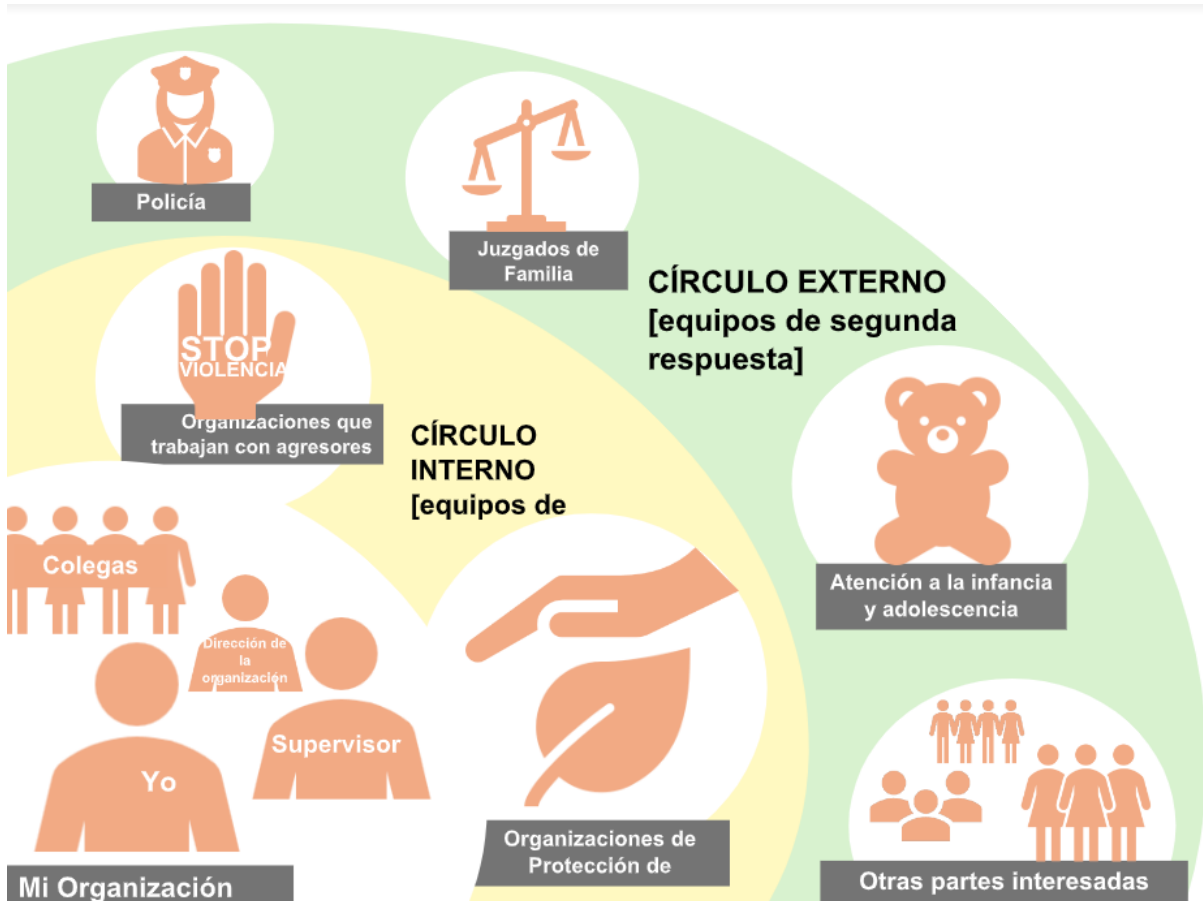 Policía
Juzgados de
Familia
CÍRCULO EXTERNO
[equipos de segunda
respuesta]
STOP
VIOLENCIA
Organizaciones que
trabajan con agresores
CÍRCULO
INTERNO
[equipos de
Atención a la infancia
y adolescencia
Colegas
Dirección de
la
organización
Supervisor
Yo
Mi Organización
Organizaciones de
Protección de
Otras partes interesadas